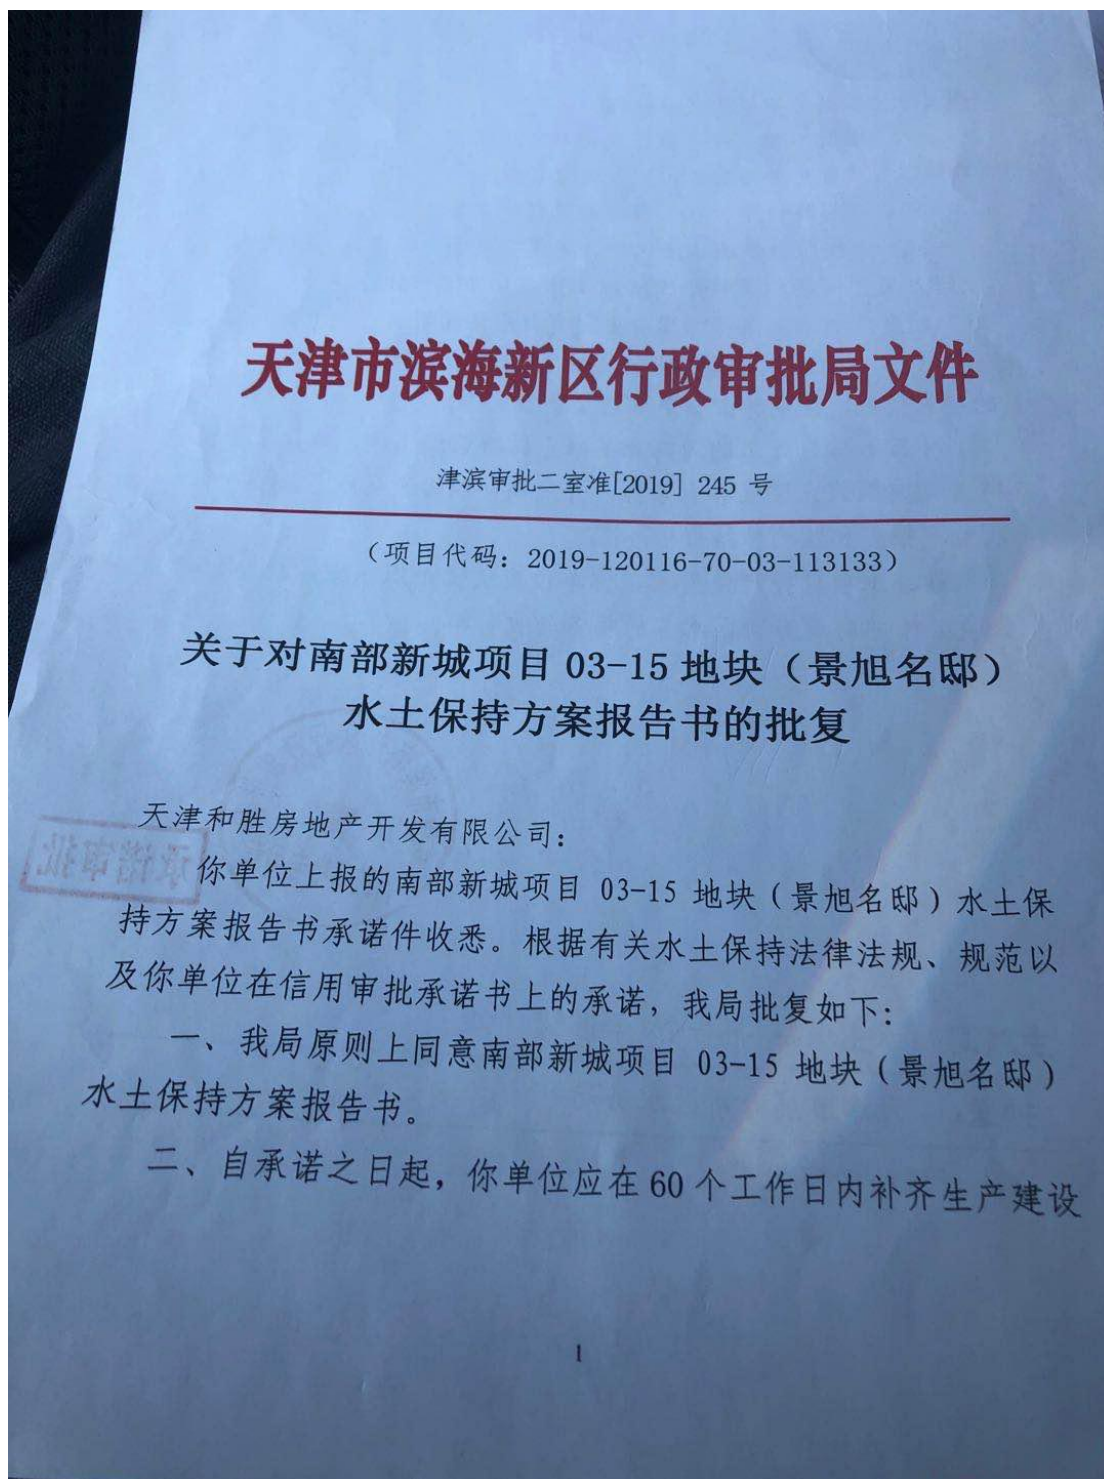 天津市滨海新区行政审批局文件
津滨审批二室准[2019] 245 号
（项目代码：2019-120116-70-03-113133）
关于对南部新城项目 03-15 地块（景旭名邸）
水土保持方案报告书的批复
天津和胜房地产开发有限公司：
承诺审批
你单位上报的南部新城项目 03-15 地块（景旭名邸）水土保
持方案报告书承诺件收悉。根据有关水土保持法律法规、规范以
及你单位在信用审批承诺书上的承诺，我局批复如下：
一、我局原则上同意南部新城项目 03-15 地块（景旭名邸）
水土保持方案报告书。
二、自承诺之日起，你单位应在 60 个工作日内补齐生产建设
1